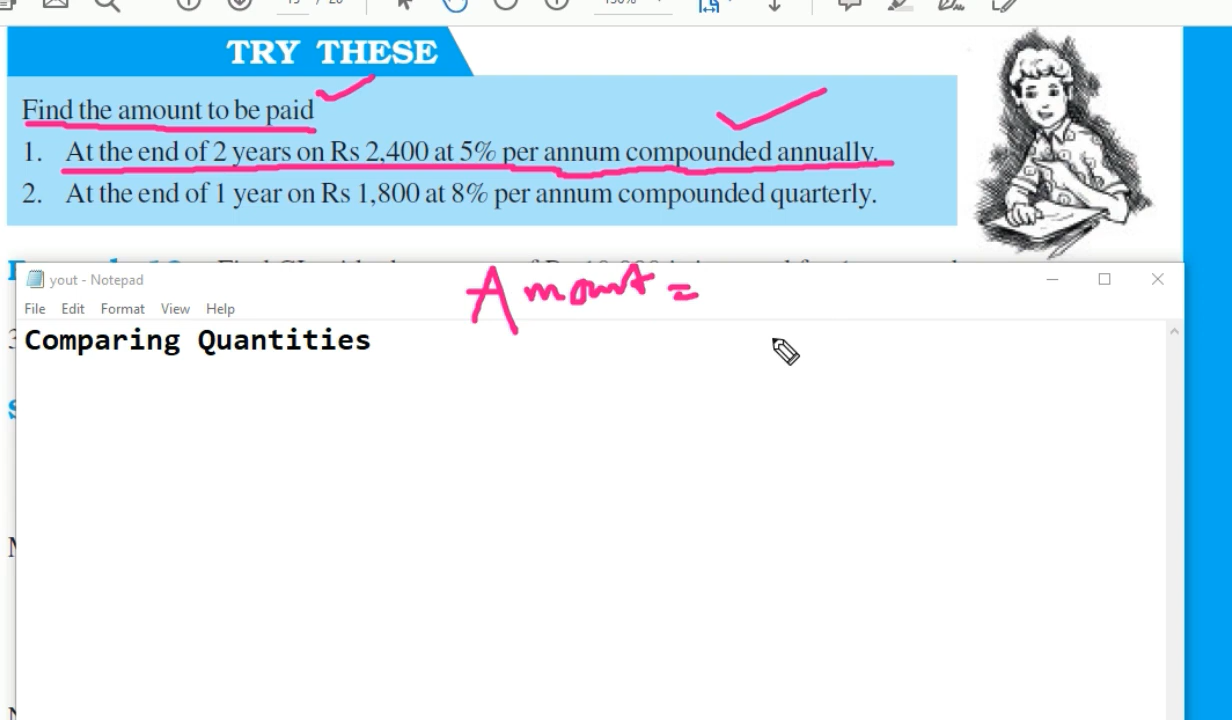 TRY THESE
Find the amount to be paid
1. At the end of 2 years on Rs 2,400 at 5% per annum compounded annually.
2. At the end of 1 year on Rs 1,800 at 8% per annum compounded quarterly.
Amount =
yout - Notepad
File Edit Format View Help
Comparing Quantities